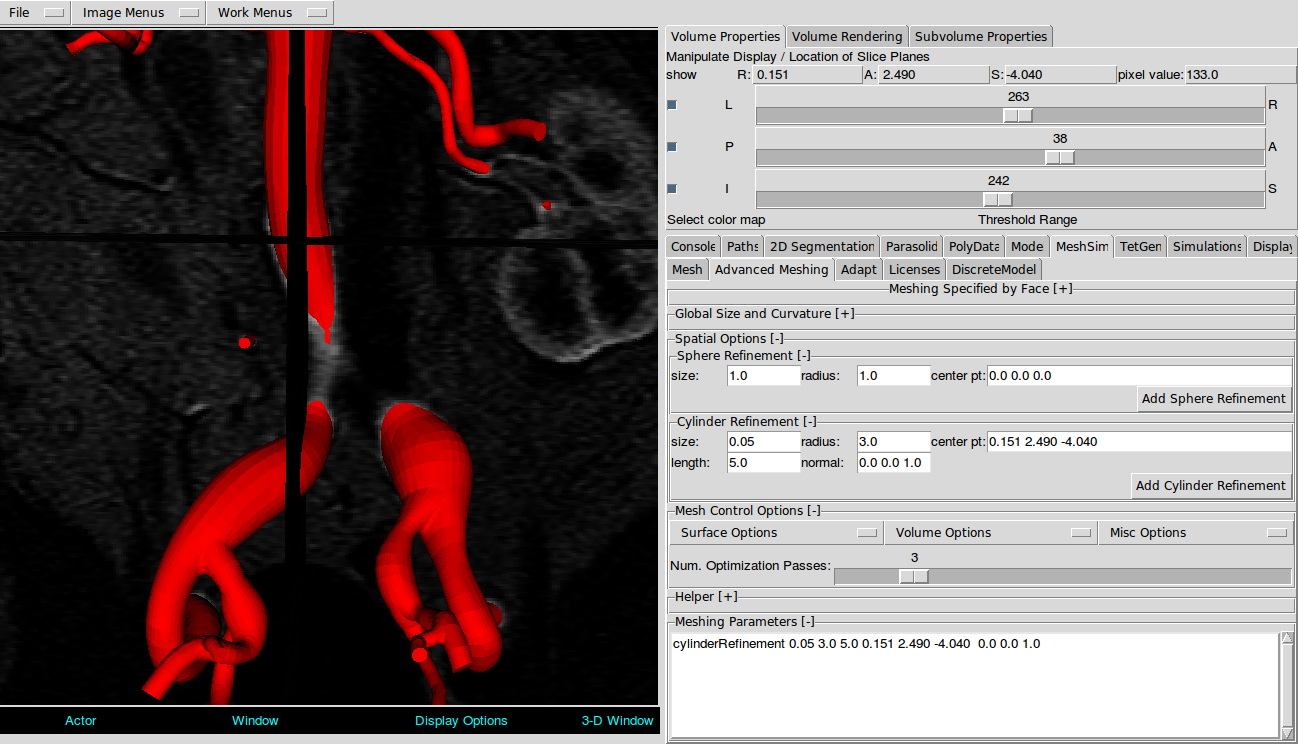 File Image Menus Work Menus
Volume Properties Volume Rendering Subvolume Properties
Manipulate Display / Location of Slice Planes
show R: 0.151 A: 2.490 S: -4.040 pixel value: 133.0
263
L R
38
P A
242
I S
Select color map Threshold Range
Console Paths 2D Segmentation Parasolid PolyData Mode MeshSim TetGen Simulations Display
Mesh Advanced Meshing Adapt Licenses DiscreteModel
Meshing Specified by Face [+]
Global Size and Curvature [+]
Spatial Options [-]
Sphere Refinement [-]
size: 1.0 radius: 1.0 center pt: 0.0 0.0 0.0
Add Sphere Refinement
Cylinder Refinement [-]
size: 0.05 radius: 3.0 center pt: 0.151 2.490 -4.040
length: 5.0 normal: 0.0 0.0 1.0
Add Cylinder Refinement
Mesh Control Options [-]
Surface Options Volume Options Misc Options
3
Num. Optimization Passes:
Helper [+]
Meshing Parameters [-]
cylinderRefinement 0.05 3.0 5.0 0.151 2.490 -4.040 0.0 0.0 1.0
Actor Window Display Options 3-D Window